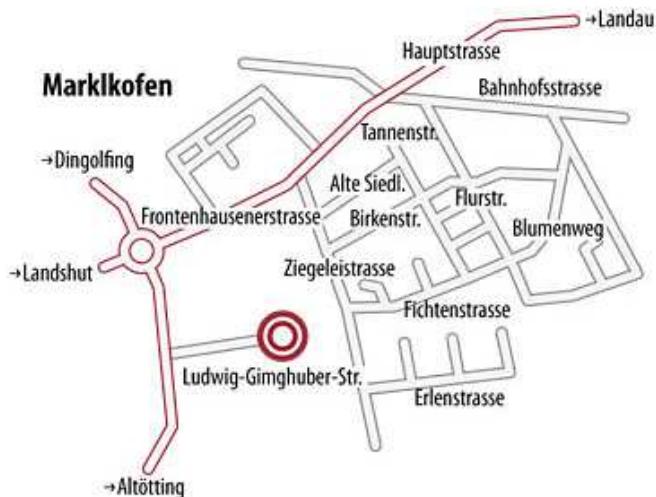 →Landau
Hauptstrasse
Marklkofen
Bahnhofsstrasse
Tannenstr.
→Dingolfing
Alte Siedl.
Flurstr.
Frontenhausenerstrasse
Birkenstr.
Blumenweg
→Landshut
Ziegeleistrasse
Fichtenstrasse
Ludwig-Gimghuber-Str.
Erlenstrasse
→Altötting